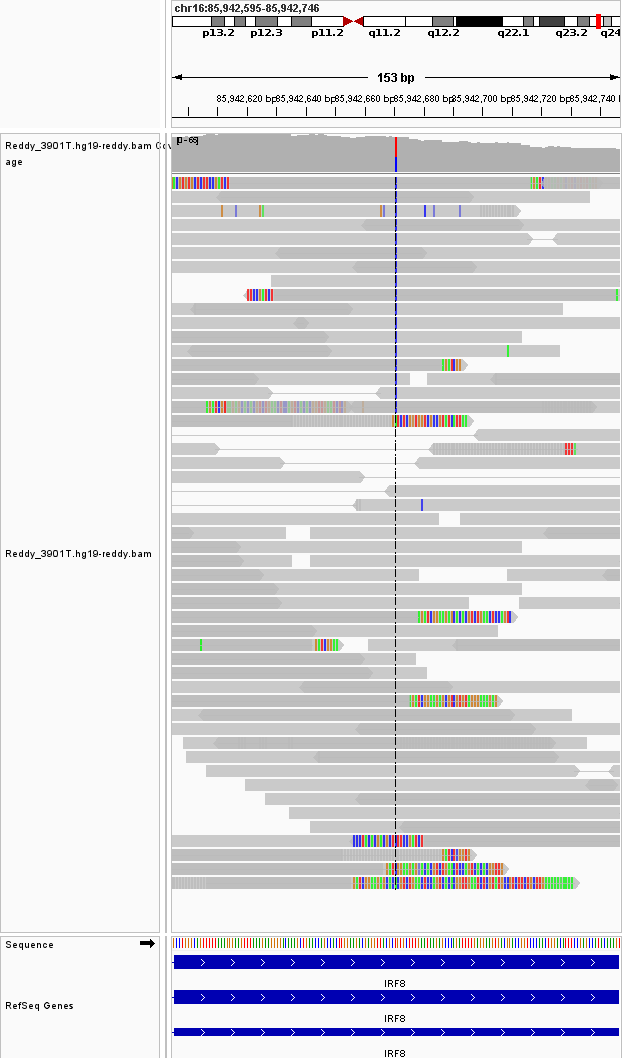 chr16:85,942,595-85,942,746
p13.2 p12.3 p11.2 q11.2 q12.2 q22.1 q23.2 q24
153 bp
85,942,620 bp 85,942,640 bp 85,942,660 bp 85,942,680 bp 85,942,700 bp 85,942,720 bp 85,942,740 bp
Reddy_3901T.hg19-reddy.bam Cov
age
Reddy_3901T.hg19-reddy.bam
Sequence
IRF8
RefSeq Genes
IRF8
IRF8